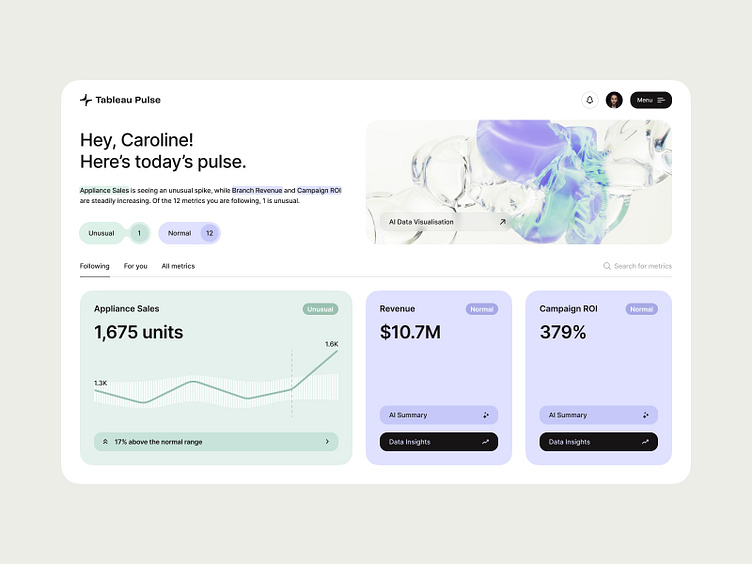 Tableau Pulse
Menu
Hey, Caroline!
Here's today's pulse.
Appliance Sales is seeing an unusual spike, while Branch Revenue and Campaign ROI
are steadily increasing. Of the 12 metrics you are following, 1 is unusual.
Unusual 1
Normal 12
AI Data Visualisation
Following
For you
All metrics
Search for metrics
Appliance Sales
Unusual
1,675 units
1.6K
1.3K
17% above the normal range
Revenue
Normal
$10.7M
AI Summary
Data Insights
Campaign ROI
Normal
379%
AI Summary
Data Insights